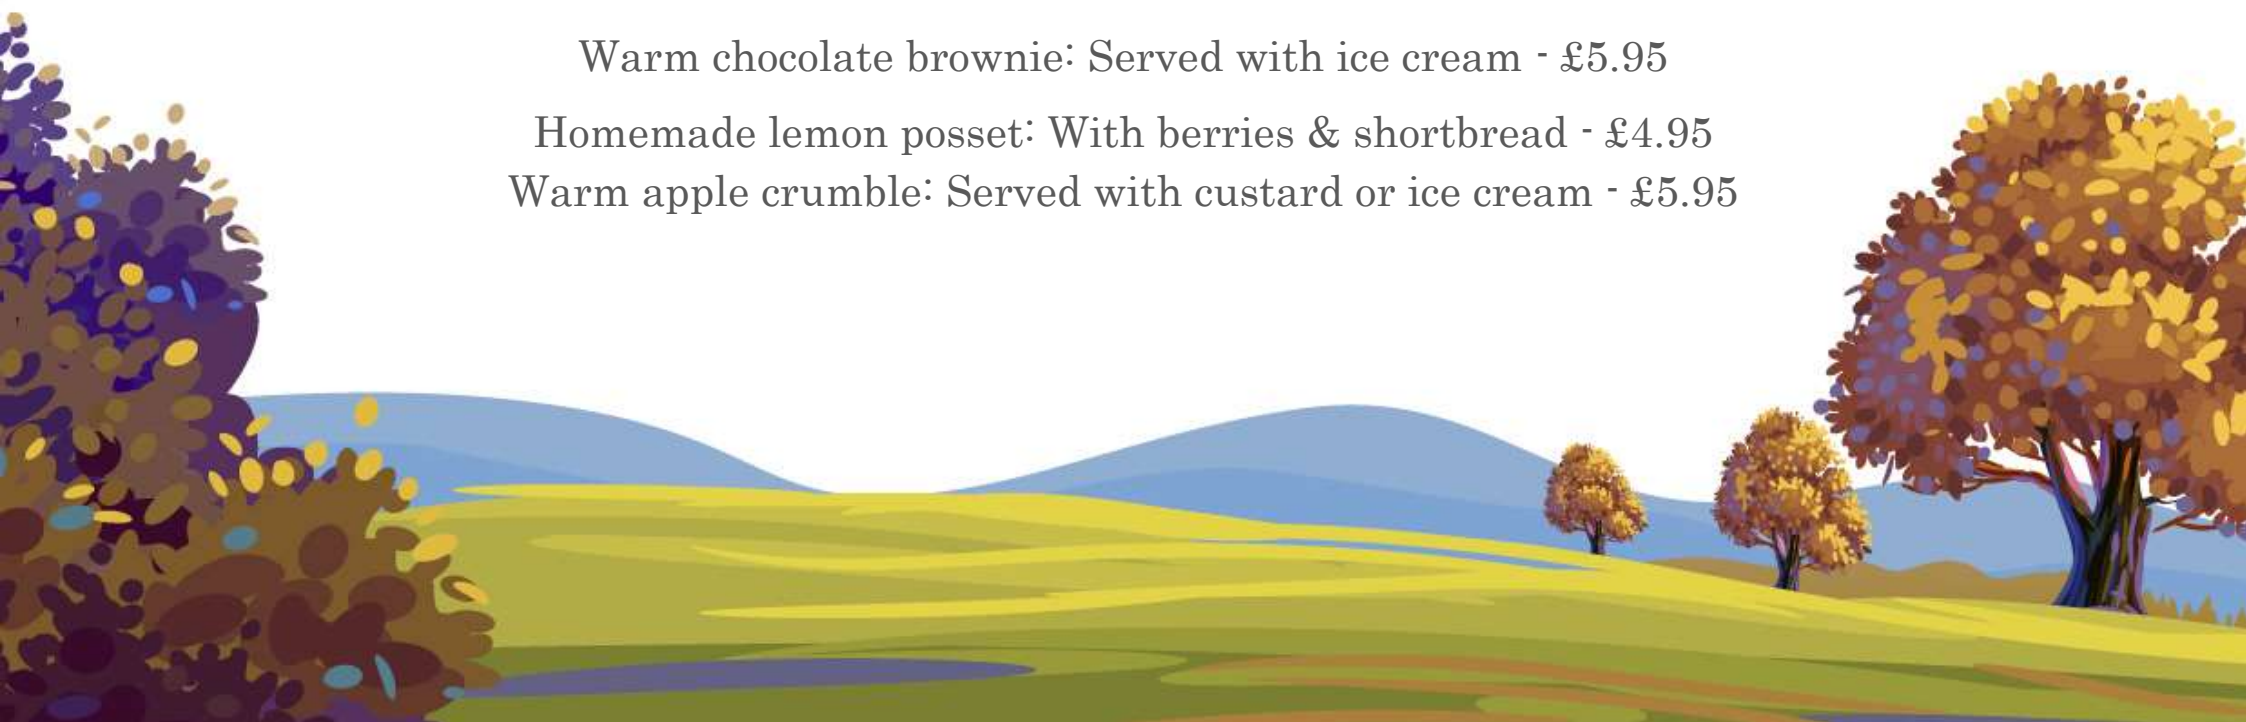 Warm chocolate brownie: Served with ice cream - £5.95
Homemade lemon posset: With berries & shortbread - £4.95
Warm apple crumble: Served with custard or ice cream - £5.95